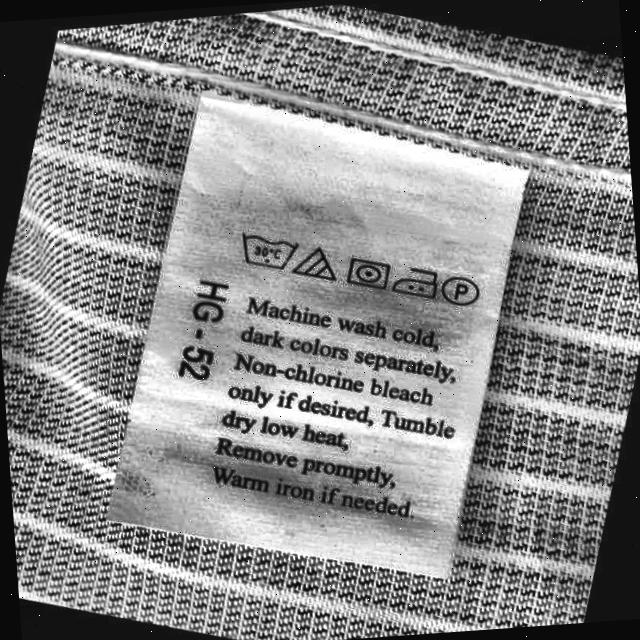 30°C
P
HG - 52
Machine wash cold,
dark colors separately,
Non-chlorine bleach
only if desired, Tumble
dry low heat,
Remove promptly,
Warm iron if needed.